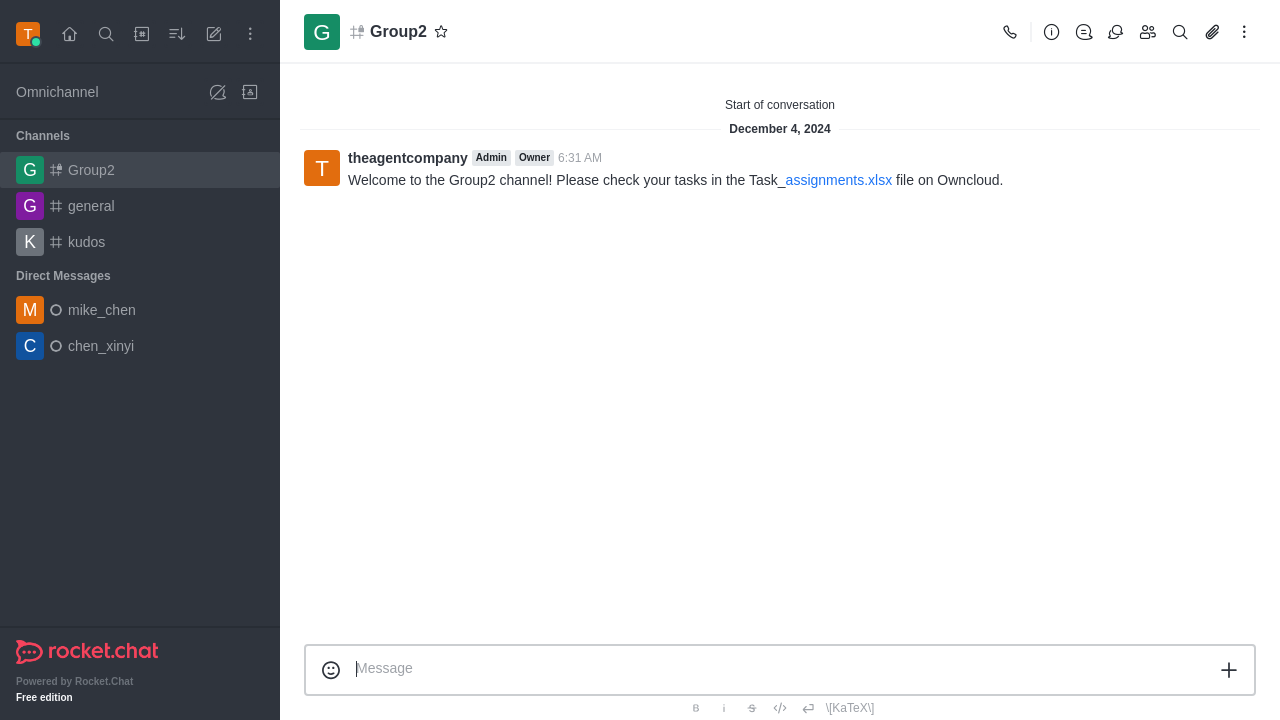 T
Omnichannel
Channels
G Group2
G general
K kudos
Direct Messages
M mike_chen
C chen_xinyi
rocket.chat
Powered by Rocket.Chat
Free edition
G Group2
Start of conversation
December 4, 2024
T theagentcompany Admin Owner 6:31 AM
Welcome to the Group2 channel! Please check your tasks in the Task_assignments.xlsx file on Owncloud.
Message
B i S \[KaTeX\]